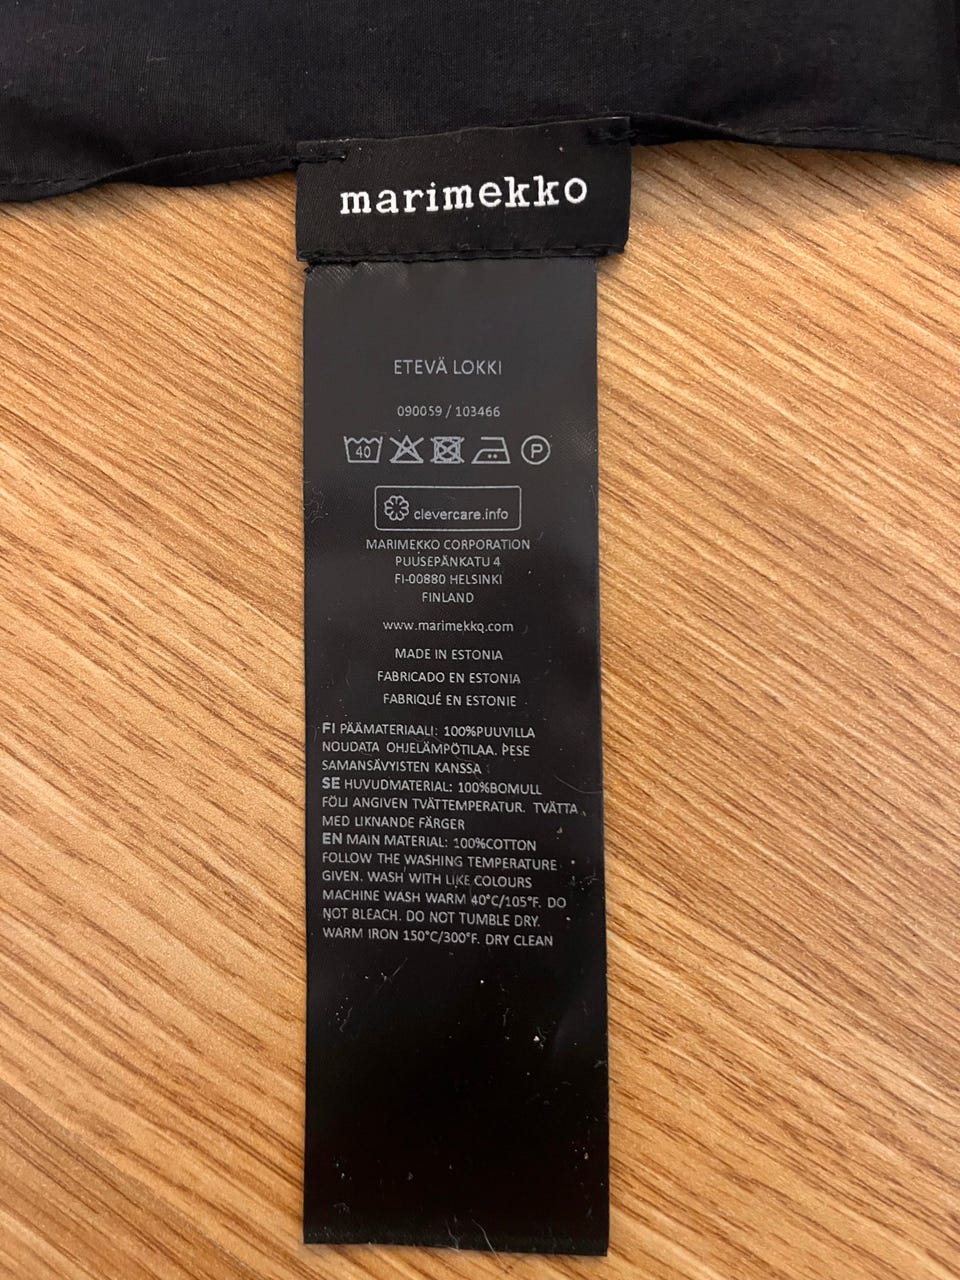 marimekko
ETEVÄ LOKKI
090059 / 103466
40 P
clevercare.info
MARIMEKKO CORPORATION
PUUSEPÄNKATU 4
FI-00880 HELSINKI
FINLAND
www.marimekko.com
MADE IN ESTONIA
FABRICADO EN ESTONIA
FABRIQUÉ EN ESTONIE
FI PÄÄMATERIAALI: 100%PUUVILLA
NOUDATA OHJELÄMPÖTILAA. PESE
SAMANSÄVYISTEN KANSSA
SE HUVUDMATERIAL: 100%BOMULL
FÖLJ ANGIVEN TVÄTTEMPERATUR. TVÄTTA
MED LIKNANDE FÄRGER
EN MAIN MATERIAL: 100%COTTON
FOLLOW THE WASHING TEMPERATURE
GIVEN. WASH WITH LIKE COLOURS
MACHINE WASH WARM 40°C/105°F. DO
NOT BLEACH. DO NOT TUMBLE DRY.
WARM IRON 150°C/300°F. DRY CLEAN